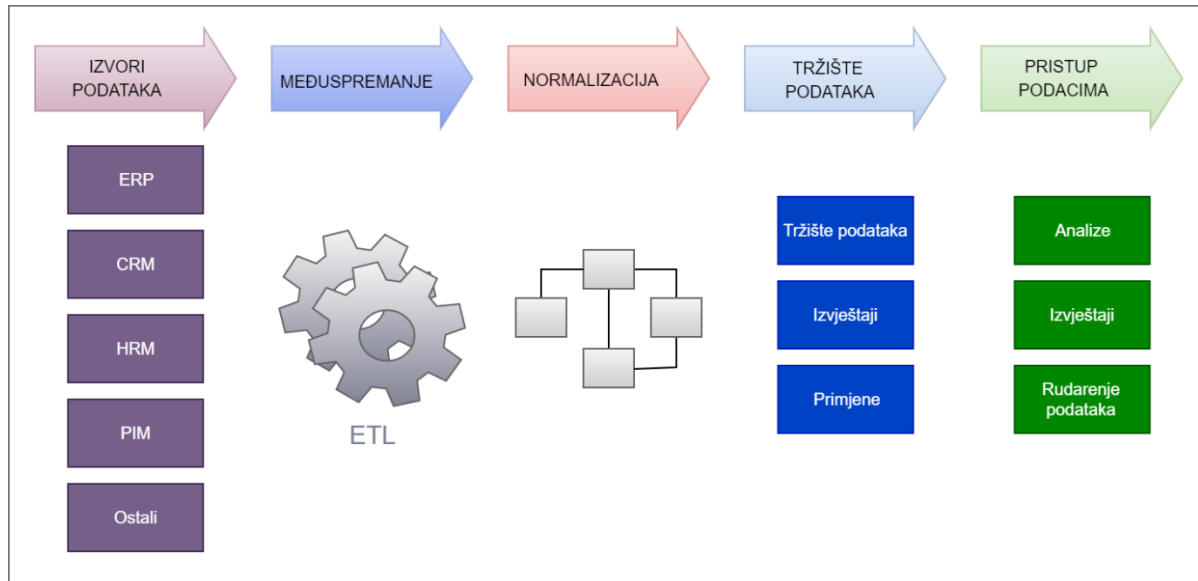 IZVORI
PODATAKA
MEĐUSPREMANJE
NORMALIZACIJA
TRŽIŠTE
PODATAKA
PRISTUP
PODACIMA
ERP
CRM
HRM
PIM
Ostali
ETL
Tržište podataka
Izvještaji
Primjene
Analize
Izvještaji
Rudarenje
podataka